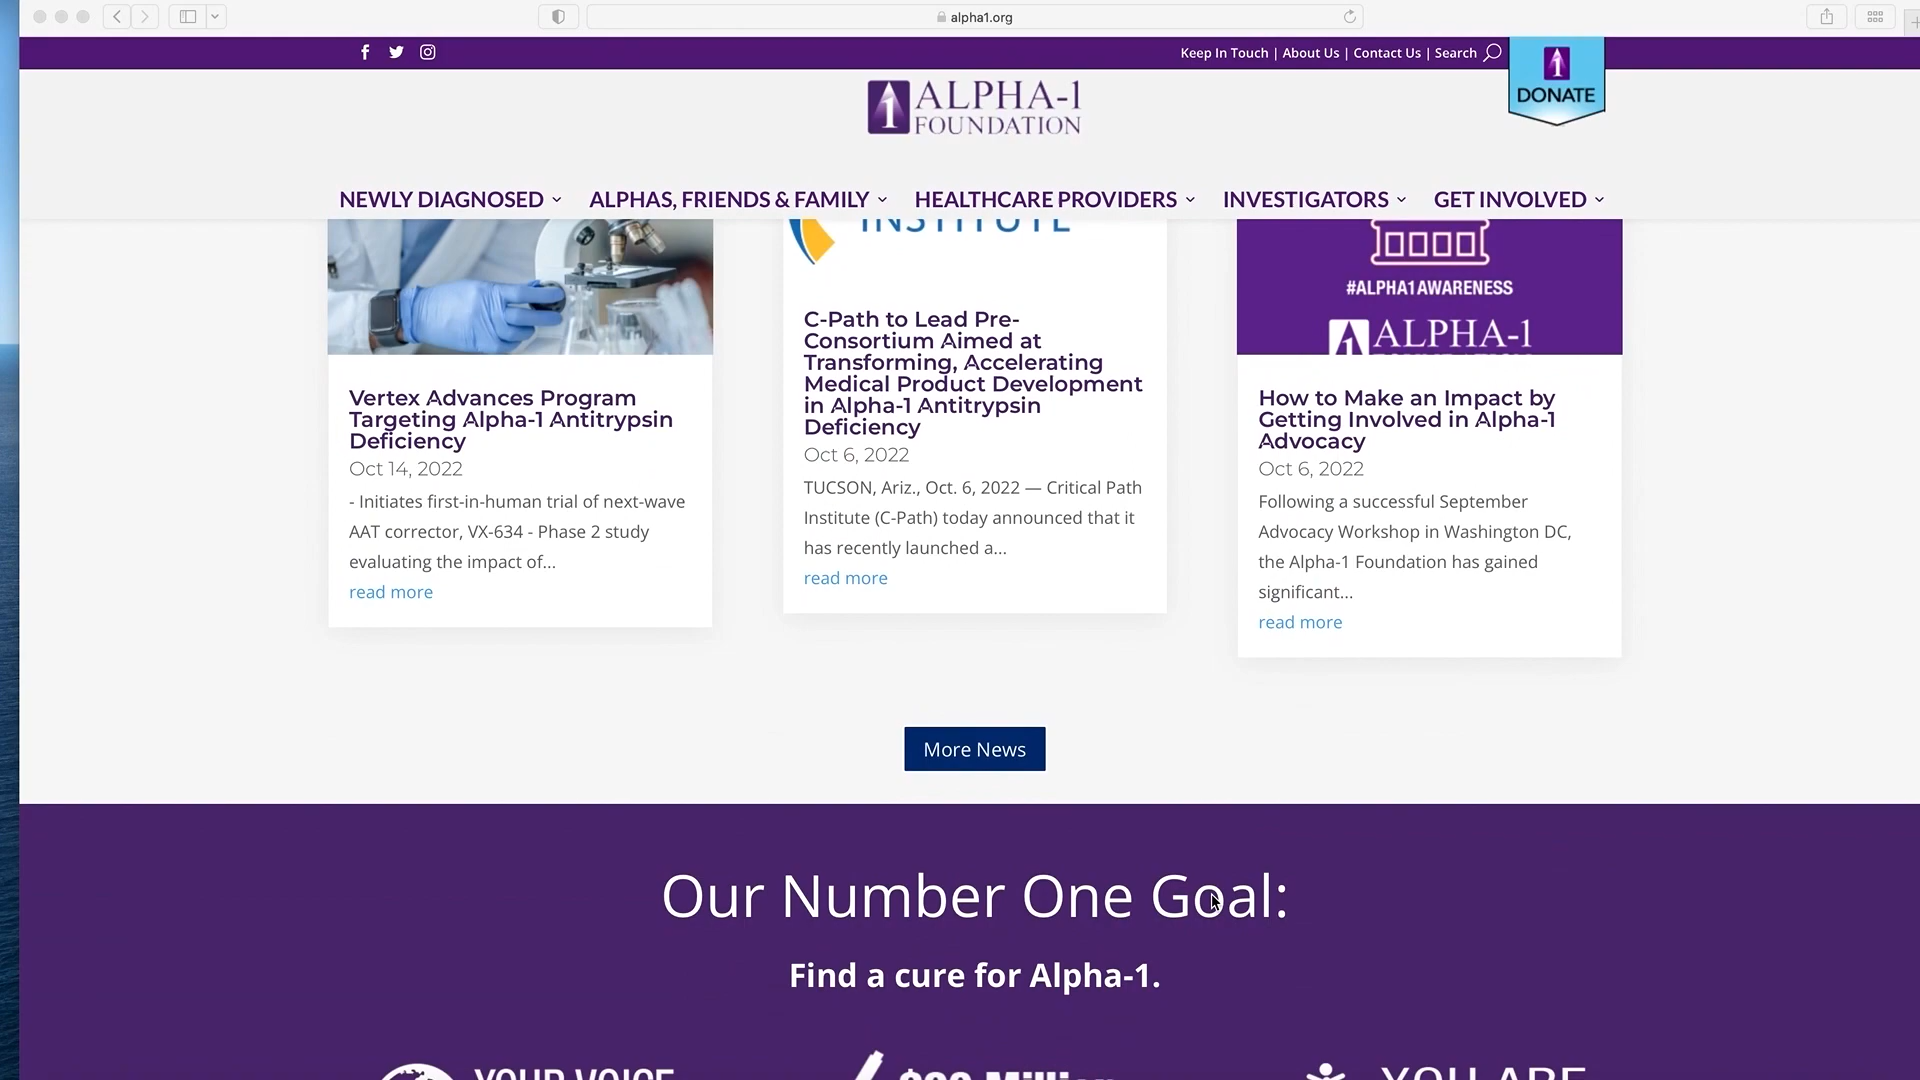 alpha1.org
Keep In Touch | About Us | Contact Us | Search
DONATE
ALPHA-1
FOUNDATION
NEWLY DIAGNOSED
ALPHAS, FRIENDS & FAMILY
HEALTHCARE PROVIDERS
INVESTIGATORS
GET INVOLVED
Vertex Advances Program
Targeting Alpha-1 Antitrypsin
Deficiency
Oct 14, 2022
- Initiates first-in-human trial of next-wave
AAT corrector, VX-634 - Phase 2 study
evaluating the impact of...
read more
INSTITUTE
C-Path to Lead Pre-
Consortium Aimed at
Transforming, Accelerating
Medical Product Development
in Alpha-1 Antitrypsin
Deficiency
Oct 6, 2022
TUCSON, Ariz., Oct. 6, 2022 — Critical Path
Institute (C-Path) today announced that it
has recently launched a...
read more
#ALPHA1AWARENESS
ALPHA-1
How to Make an Impact by
Getting Involved in Alpha-1
Advocacy
Oct 6, 2022
Following a successful September
Advocacy Workshop in Washington DC,
the Alpha-1 Foundation has gained
significant...
read more
More News
Our Number One Goal:
Find a cure for Alpha-1.
YOUR VOICE
YOU ARE